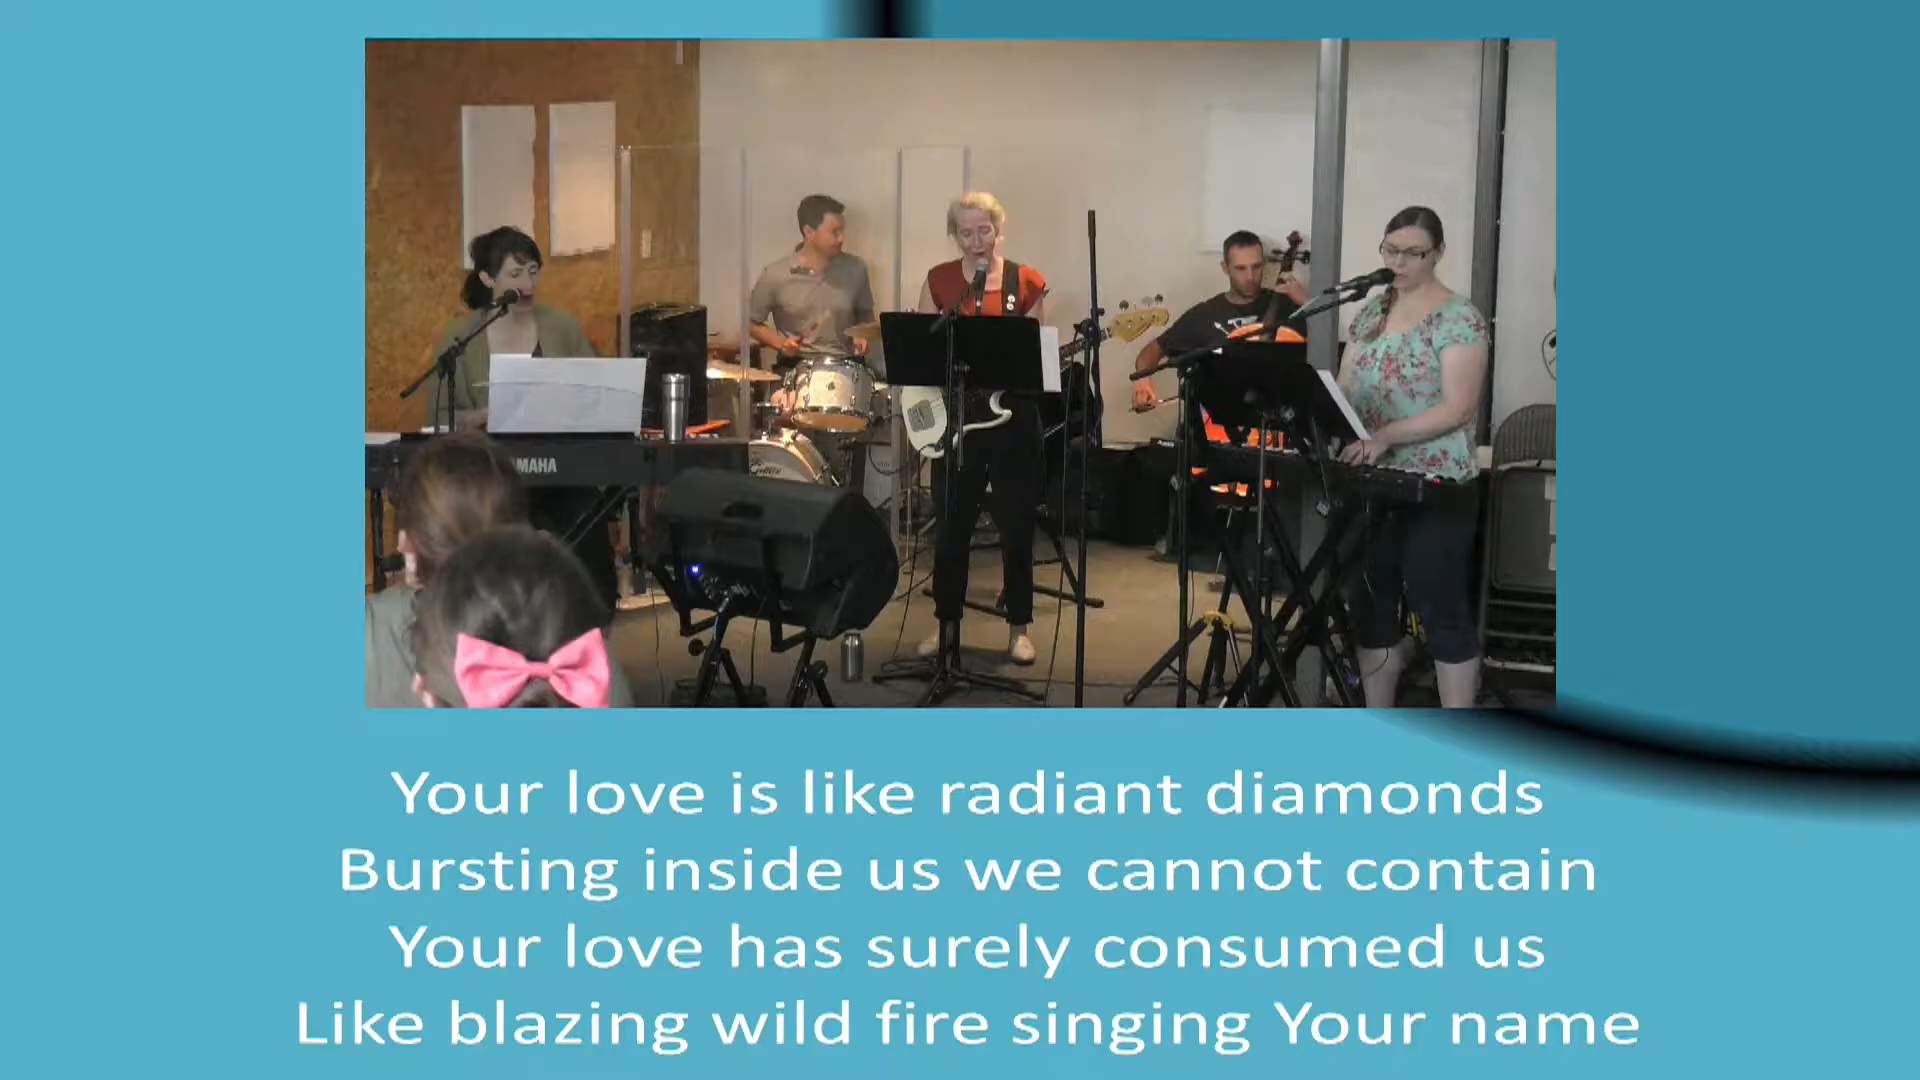 YAMAHA
Your love is like radiant diamonds
Bursting inside us we cannot contain
Your love has surely consumed us
Like blazing wild fire singing Your name